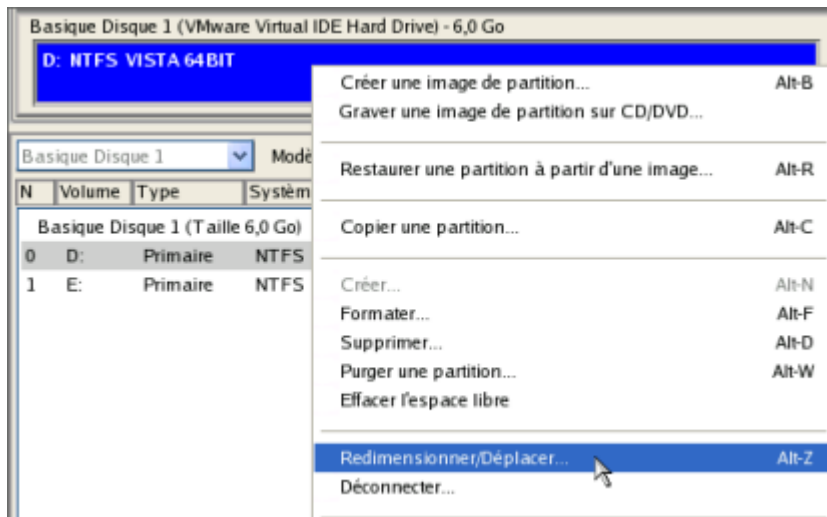 Basique Disque 1 (VMware Virtual IDE Hard Drive) - 6,0 Go
D: NTFS VISTA 64BIT
Créer une image de partition... Alt-B
Graver une image de partition sur CD/DVD...
Restaurer une partition à partir d'une image... Alt-R
Copier une partition... Alt-C
Créer... Alt-N
Formater... Alt-F
Supprimer... Alt-D
Purger une partition... Alt-W
Effacer l'espace libre
Redimensionner/Déplacer... Alt-Z
Déconnecter...
Basique Disque 1 Modè
N Volume Type Systèm
Basique Disque 1 (Taille 6,0 Go)
0 D: Primaire NTFS
1 E: Primaire NTFS